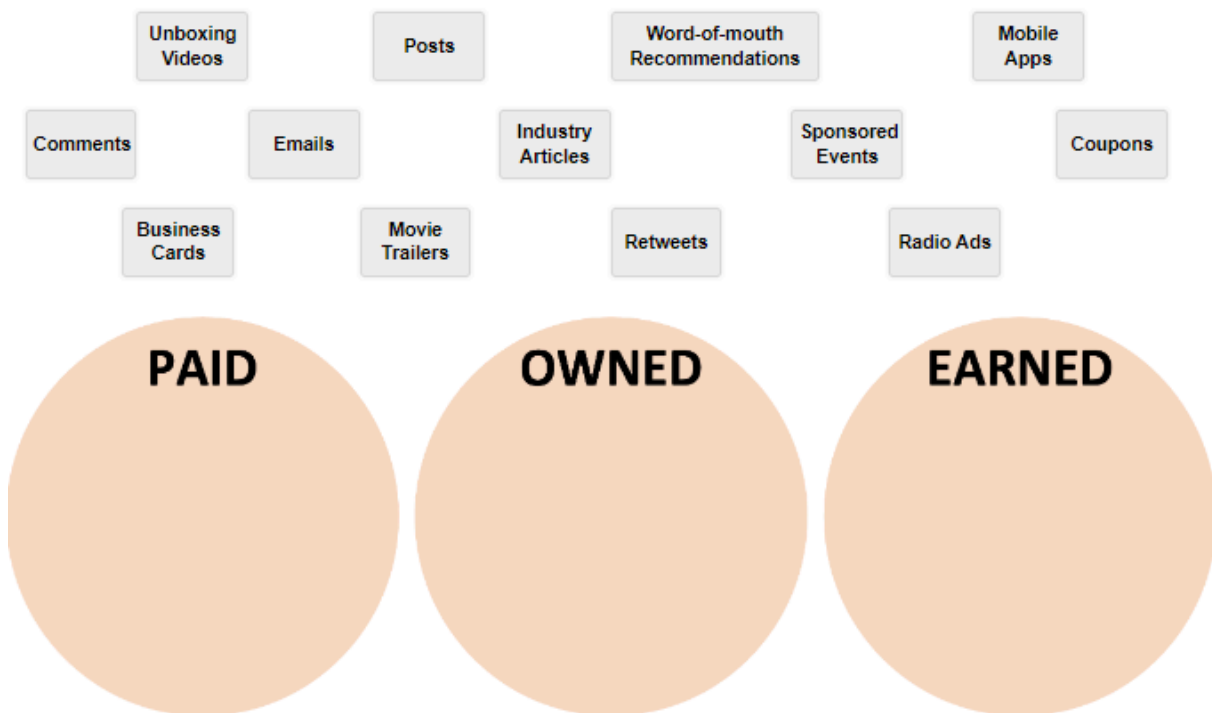 Unboxing
Videos
Posts
Word-of-mouth
Recommendations
Mobile
Apps
Comments
Emails
Industry
Articles
Sponsored
Events
Coupons
Business
Cards
Movie
Trailers
Retweets
Radio Ads
PAID
OWNED
EARNED